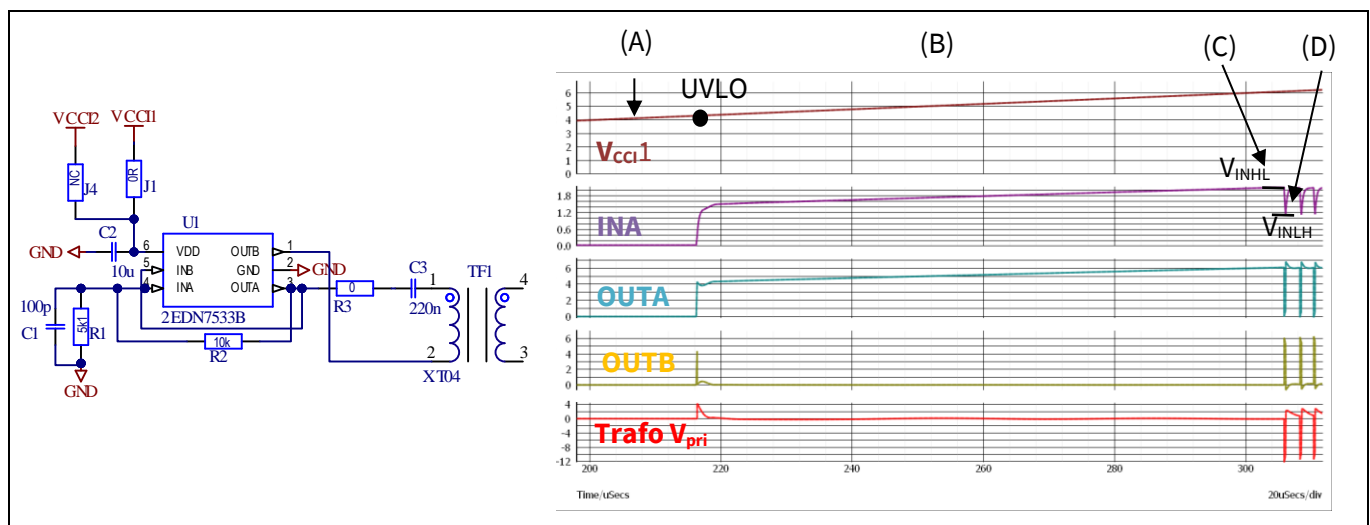 (A)
(B)
(C)
(D)
VCCI2
VCCI1
NC
J4
0R
J1
U1
GND
C2
10u
6
VDD
OUTB
1
5
INB
GND
2
GND
4
INA
OUTA
3
2EDN7533B
100p
C1
5k1
R1
GND
10k
R2
0
R3
C3
220n
TF1
1
4
2
3
XT04
UVLO
6
5
4
3
2
1
0
VCCI1
VINHL
1.8
1.2
0.6
0.0
INA
VINLH
6
4
2
0
OUTA
6
4
2
0
OUTB
4
0
-4
-8
-12
Trafo Vpri
200
220
240
260
280
300
Time/uSecs
20uSecs/div